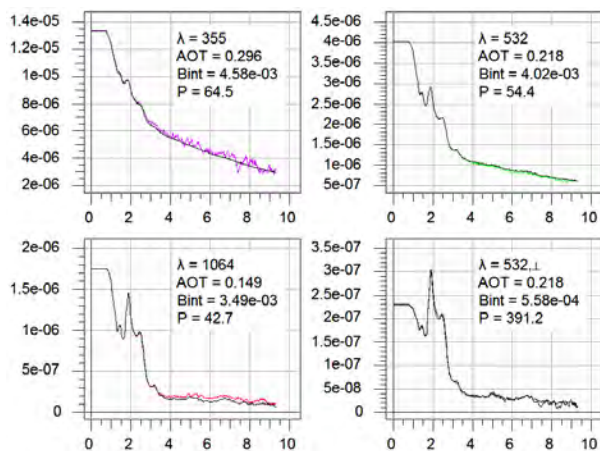 1.4e-05
1.2e-05
1e-05
8e-06
6e-06
4e-06
2e-06
λ = 355
AOT = 0.296
Bint = 4.58e-03
P = 64.5
0 2 4 6 8 10
4.5e-06
4e-06
3.5e-06
3e-06
2.5e-06
2e-06
1.5e-06
1e-06
5e-07
λ = 532
AOT = 0.218
Bint = 4.02e-03
P = 54.4
0 2 4 6 8 10
2e-06
1.5e-06
1e-06
5e-07
0
λ = 1064
AOT = 0.149
Bint = 3.49e-03
P = 42.7
0 2 4 6 8 10
3.5e-07
3e-07
2.5e-07
2e-07
1.5e-07
1e-07
5e-08
0
λ = 532,⊥
AOT = 0.218
Bint = 5.58e-04
P = 391.2
0 2 4 6 8 10